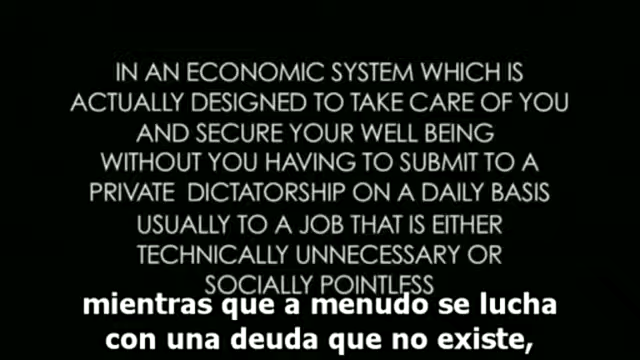 IN AN ECONOMIC SYSTEM WHICH IS
ACTUALLY DESIGNED TO TAKE CARE OF YOU
AND SECURE YOUR WELL BEING
WITHOUT YOU HAVING TO SUBMIT TO A
PRIVATE DICTATORSHIP ON A DAILY BASIS
USUALLY TO A JOB THAT IS EITHER
TECHNICALLY UNNECESSARY OR
SOCIALLY POINTLESS
mientras que a menudo se lucha
con una deuda que no existe,